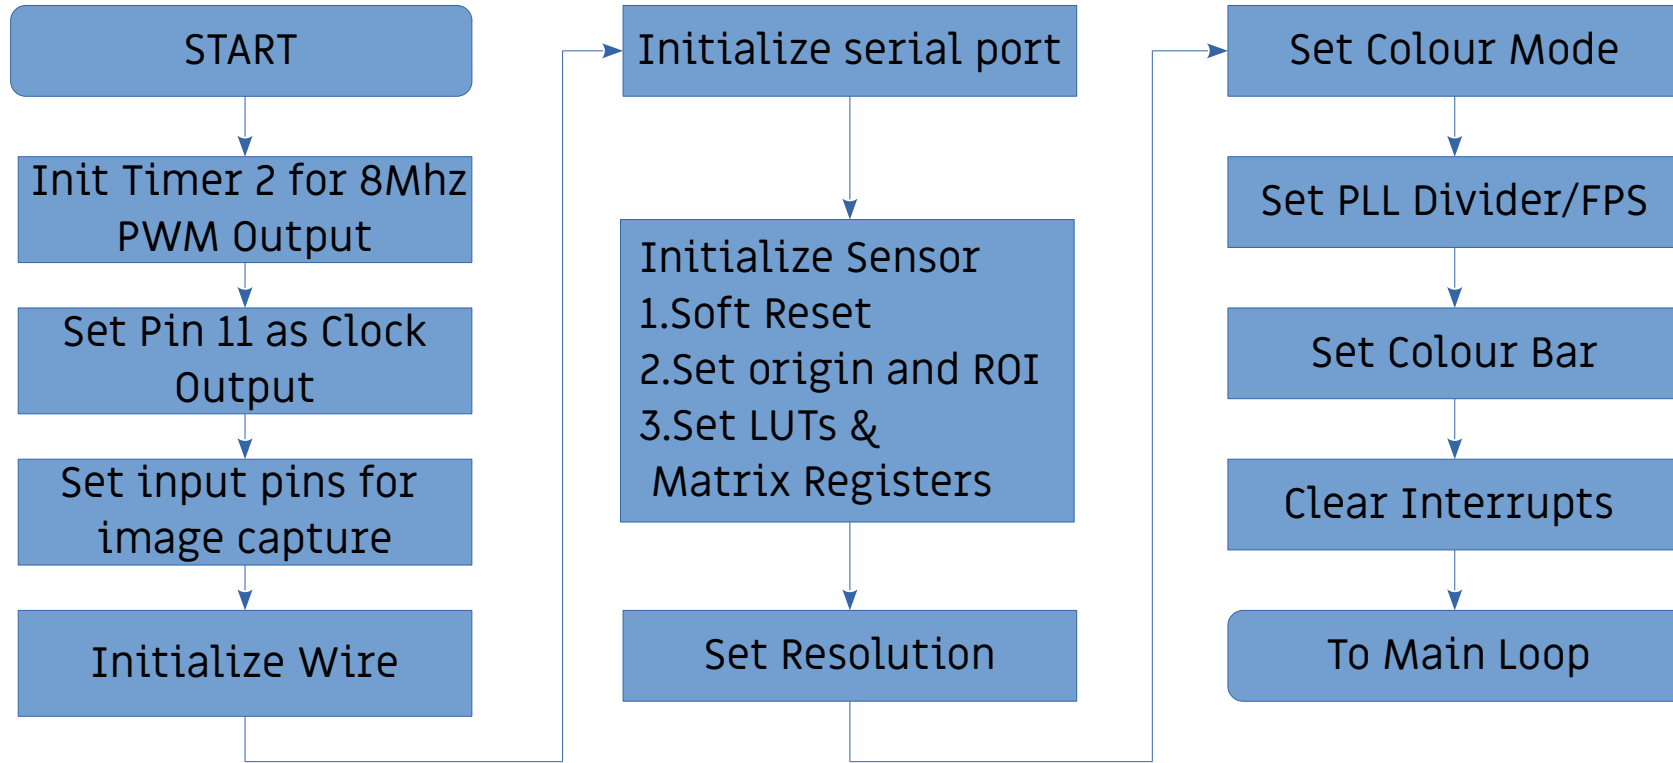 START
Init Timer 2 for 8Mhz
PWM Output
Set Pin 11 as Clock
Output
Set input pins for
image capture
Initialize Wire
Initialize serial port
Initialize Sensor
1.Soft Reset
2.Set origin and ROI
3.Set LUTs &
Matrix Registers
Set Resolution
Set Colour Mode
Set PLL Divider/FPS
Set Colour Bar
Clear Interrupts
To Main Loop